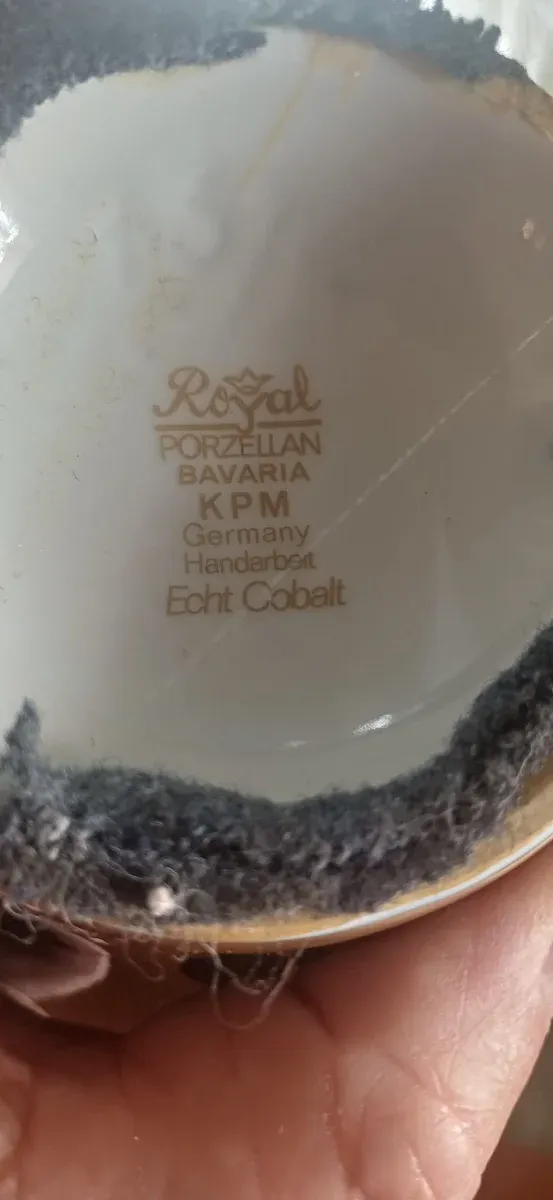 Royal
PORZELLAN
BAVARIA
KPM
Germany
Handarbeit
Echt Cobalt